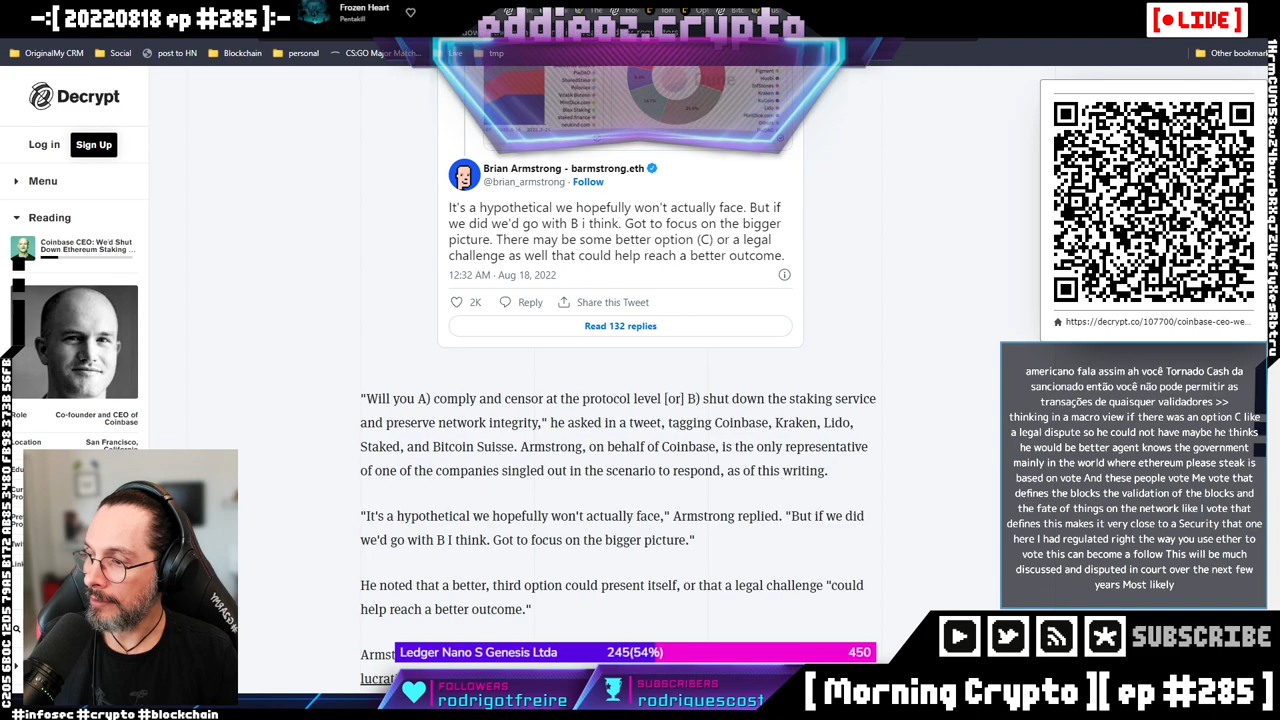 -:[ 20220818 ep #285 ]:-
Frozen Heart
Pentakill
eddieoz.crypto
[ • LIVE ]
OriginalMy CRM
Social
post to HN
Blockchain
personal
CS:GO Major Match...
Live
tmp
Other bookmar
Decrypt
Log in
Sign Up
Menu
Reading
Coinbase CEO: We'd Shut
Down Ethereum Staking ...
Role
Co-founder and CEO of
Coinbase
Location
San Francisco,
California
Brian Armstrong - barmstrong.eth
@brian_armstrong · Follow
It's a hypothetical we hopefully won't actually face. But if
we did we'd go with B i think. Got to focus on the bigger
picture. There may be some better option (C) or a legal
challenge as well that could help reach a better outcome.
12:32 AM · Aug 18, 2022
2K
Reply
Share this Tweet
Read 132 replies
"Will you A) comply and censor at the protocol level [or] B) shut down the staking service
and preserve network integrity," he asked in a tweet, tagging Coinbase, Kraken, Lido,
Staked, and Bitcoin Suisse. Armstrong, on behalf of Coinbase, is the only representative
of one of the companies singled out in the scenario to respond, as of this writing.
"It's a hypothetical we hopefully won't actually face," Armstrong replied. "But if we did
we'd go with B I think. Got to focus on the bigger picture."
He noted that a better, third option could present itself, or that a legal challenge "could
help reach a better outcome."
Armst
lucrati
https://decrypt.co/107700/coinbase-ceo-we...
americano fala assim ah você Tornado Cash da
sancionado então você não pode permitir as
transações de quaisquer validadores >>
thinking in a macro view if there was an option C like
a legal dispute so he could not have maybe he thinks
he would be better agent knows the government
mainly in the world where ethereum please steak is
based on vote And these people vote Me vote that
defines the blocks the validation of the blocks and
the fate of things on the network like I vote that
defines this makes it very close to a Security that one
here I had regulated right the way you use ether to
vote this can become a follow This will be much
discussed and disputed in court over the next few
years Most likely
Ledger Nano S Genesis Ltda
245(54%)
450
FOLLOWERS
rodrigotfreire
SUBSCRIBERS
rodriguescost
SUBSCRIBE
[ Morning Crypto ][ ep #285 ]
#infosec #crypto #blockchain